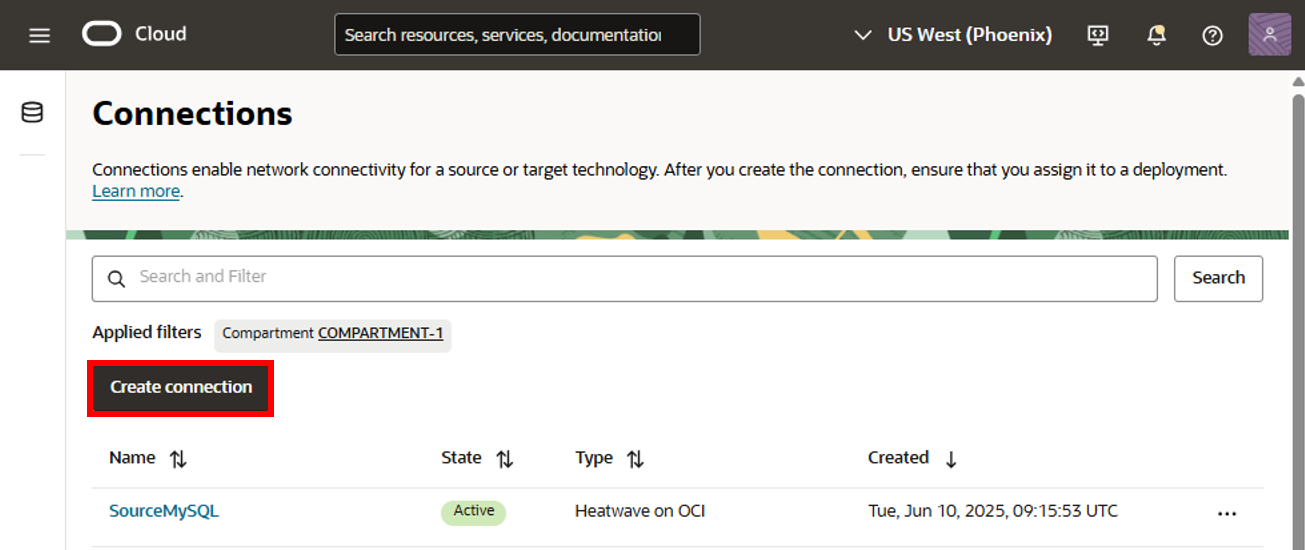 Cloud
Search resources, services, documentation
US West (Phoenix)
Connections
Connections enable network connectivity for a source or target technology. After you create the connection, ensure that you assign it to a deployment.
Learn more.
Search and Filter
Search
Applied filters
Compartment COMPARTMENT-1
Create connection
Name State Type Created
SourceMySQL Active Heatwave on OCI Tue, Jun 10, 2025, 09:15:53 UTC